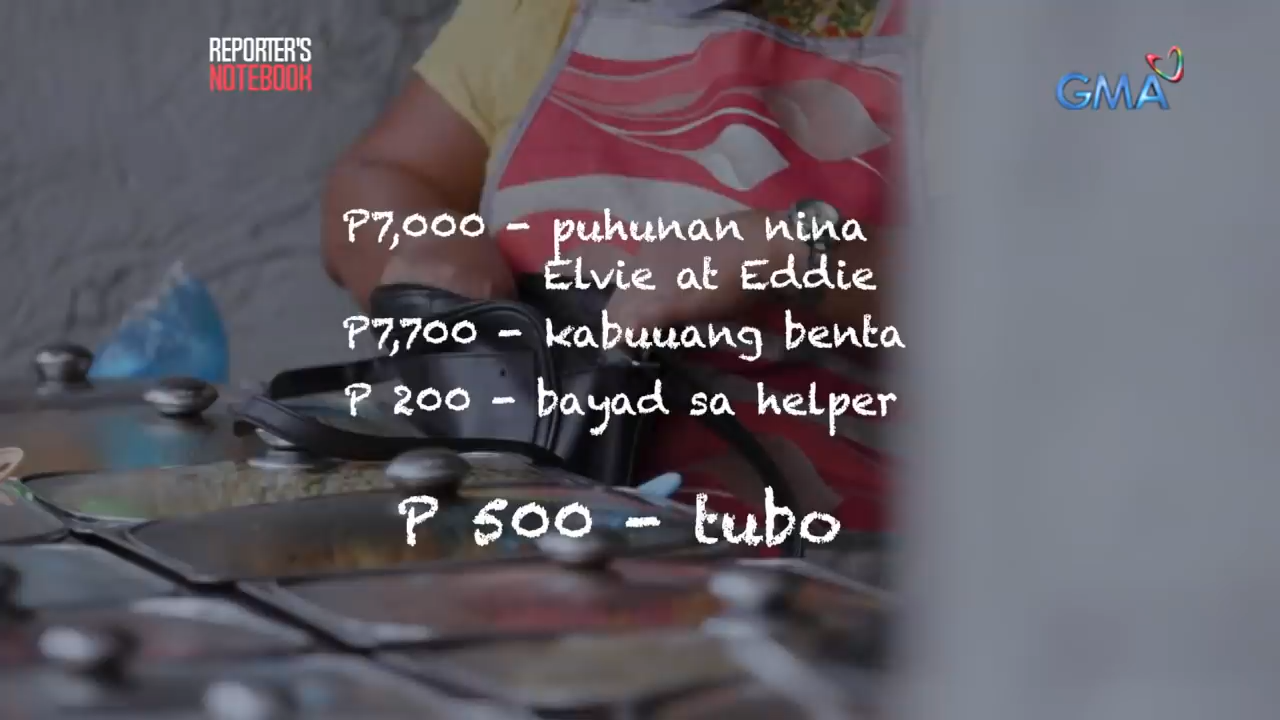 REPORTER'S
NOTEBOOK
GMA
P7,000 - puhunan nina
Elvie at Eddie
P7,700 - kabuuang benta
P 200 - bayad sa helper
P 500 - tubo